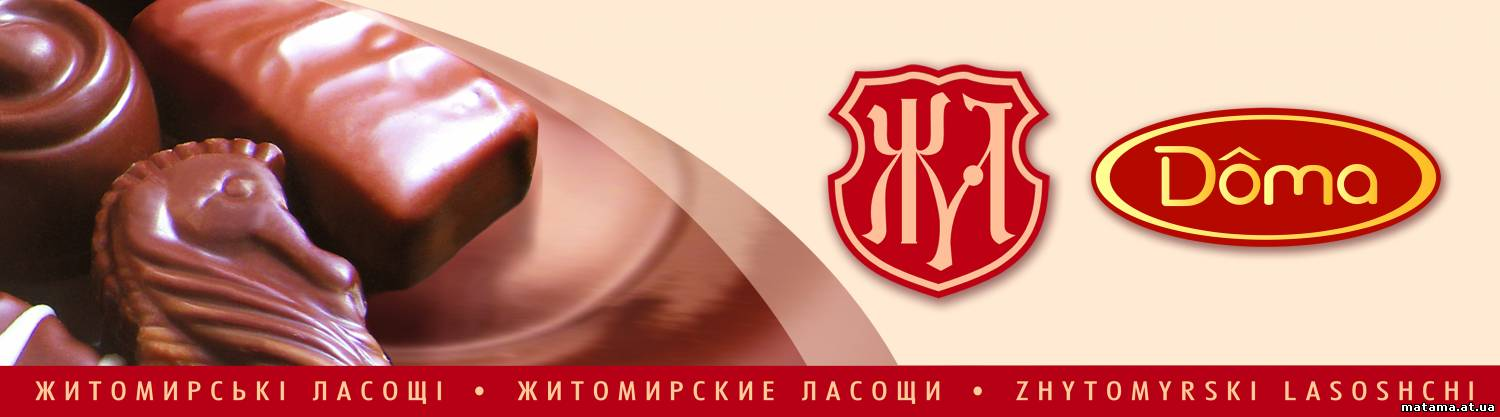 ЖЛ
Dôma
ЖИТОМИРСЬКІ ЛАСОЩІ • ЖИТОМИРСКИЕ ЛАСОЩИ • ZHYTOMYRSKI LASOSHCHI
matama.at.ua